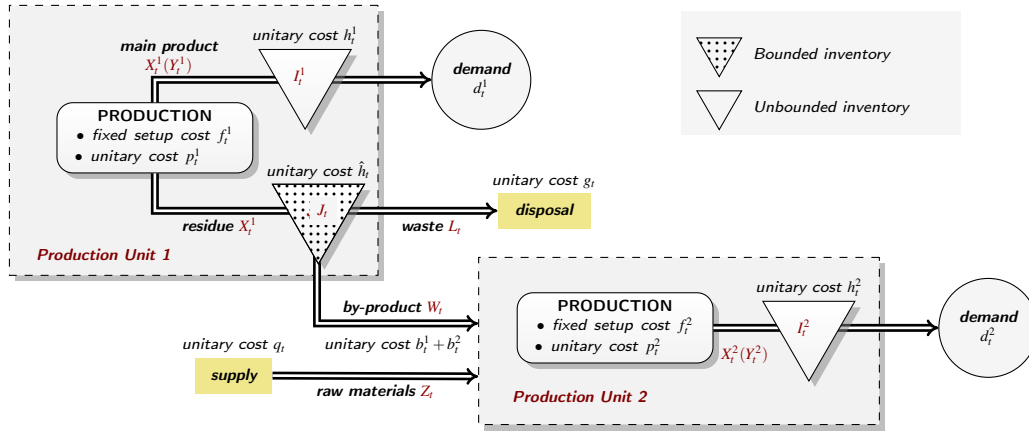 unitary cost h_t^1
main product
X_t^1(Y_t^1)
I_t^1
demand
d_t^1
PRODUCTION
• fixed setup cost f_t^1
• unitary cost p_t^1
Bounded inventory
Unbounded inventory
unitary cost ĥ_t
J_t
residue X_t^1
waste L_t
unitary cost g_t
disposal
Production Unit 1
by-product W_t
unitary cost b_t^1 + b_t^2
unitary cost q_t
supply
raw materials Z_t
PRODUCTION
• fixed setup cost f_t^2
• unitary cost p_t^2
X_t^2(Y_t^2)
unitary cost h_t^2
I_t^2
demand
d_t^2
Production Unit 2